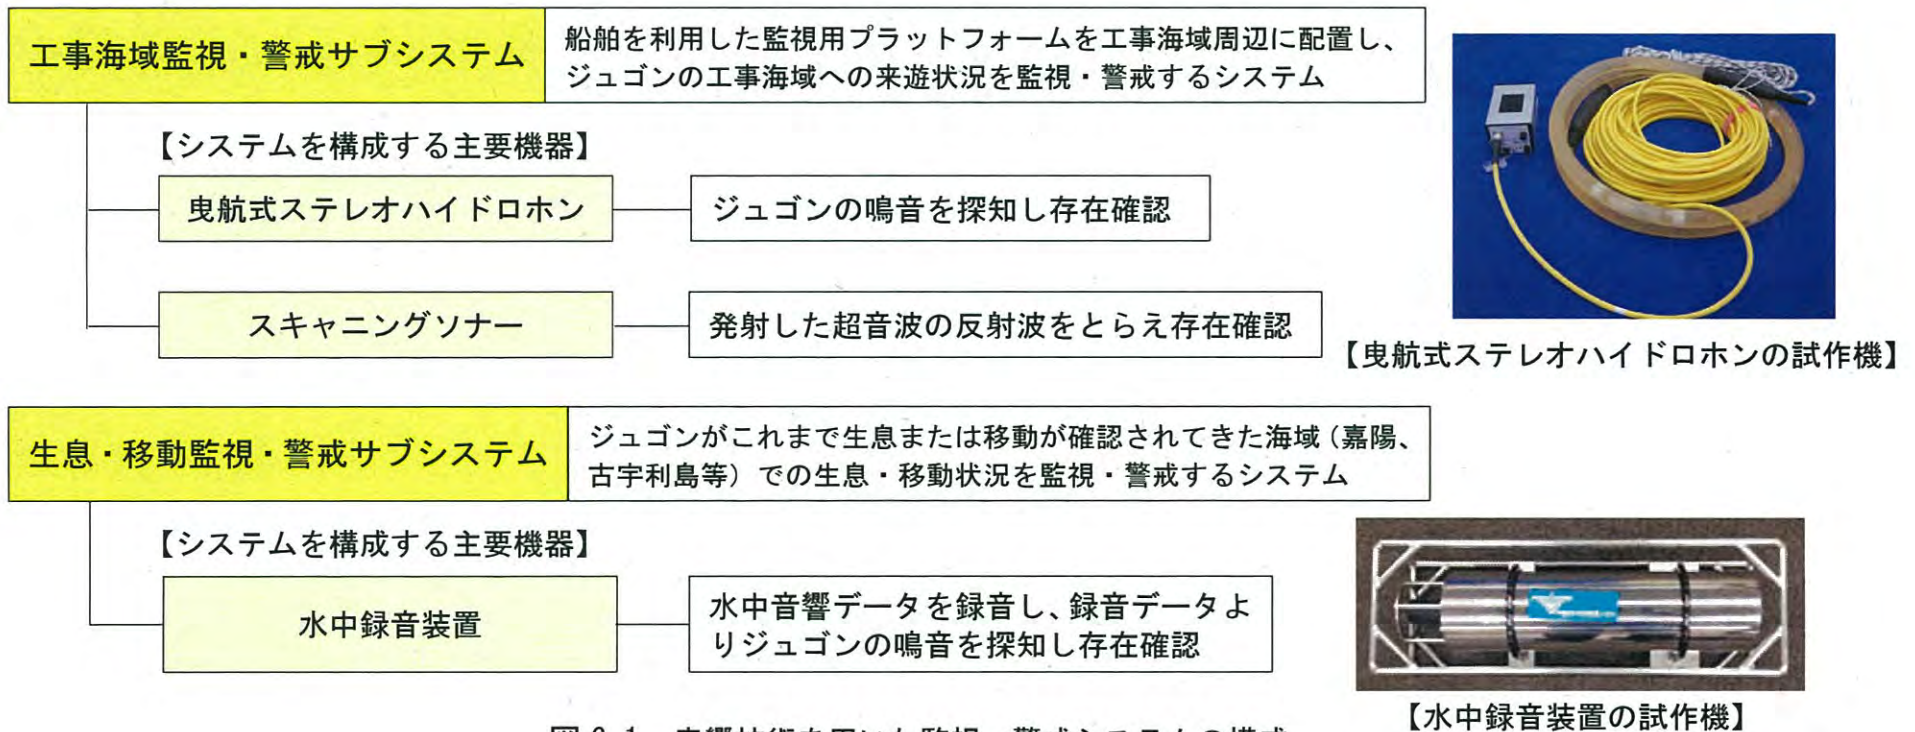 工事海域監視・警戒サブシステム
船舶を利用した監視用プラットフォームを工事海域周辺に配置し、
ジュゴンの工事海域への来遊状況を監視・警戒するシステム
【システムを構成する主要機器】
曳航式ステレオハイドロホン
ジュゴンの鳴音を探知し存在確認
スキャニングソナー
発射した超音波の反射波をとらえ存在確認
【曳航式ステレオハイドロホンの試作機】
生息・移動監視・警戒サブシステム
ジュゴンがこれまで生息または移動が確認されてきた海域（嘉陽、
古宇利島等）での生息・移動状況を監視・警戒するシステム
【システムを構成する主要機器】
水中録音装置
水中音響データを録音し、録音データよ
りジュゴンの鳴音を探知し存在確認
【水中録音装置の試作機】